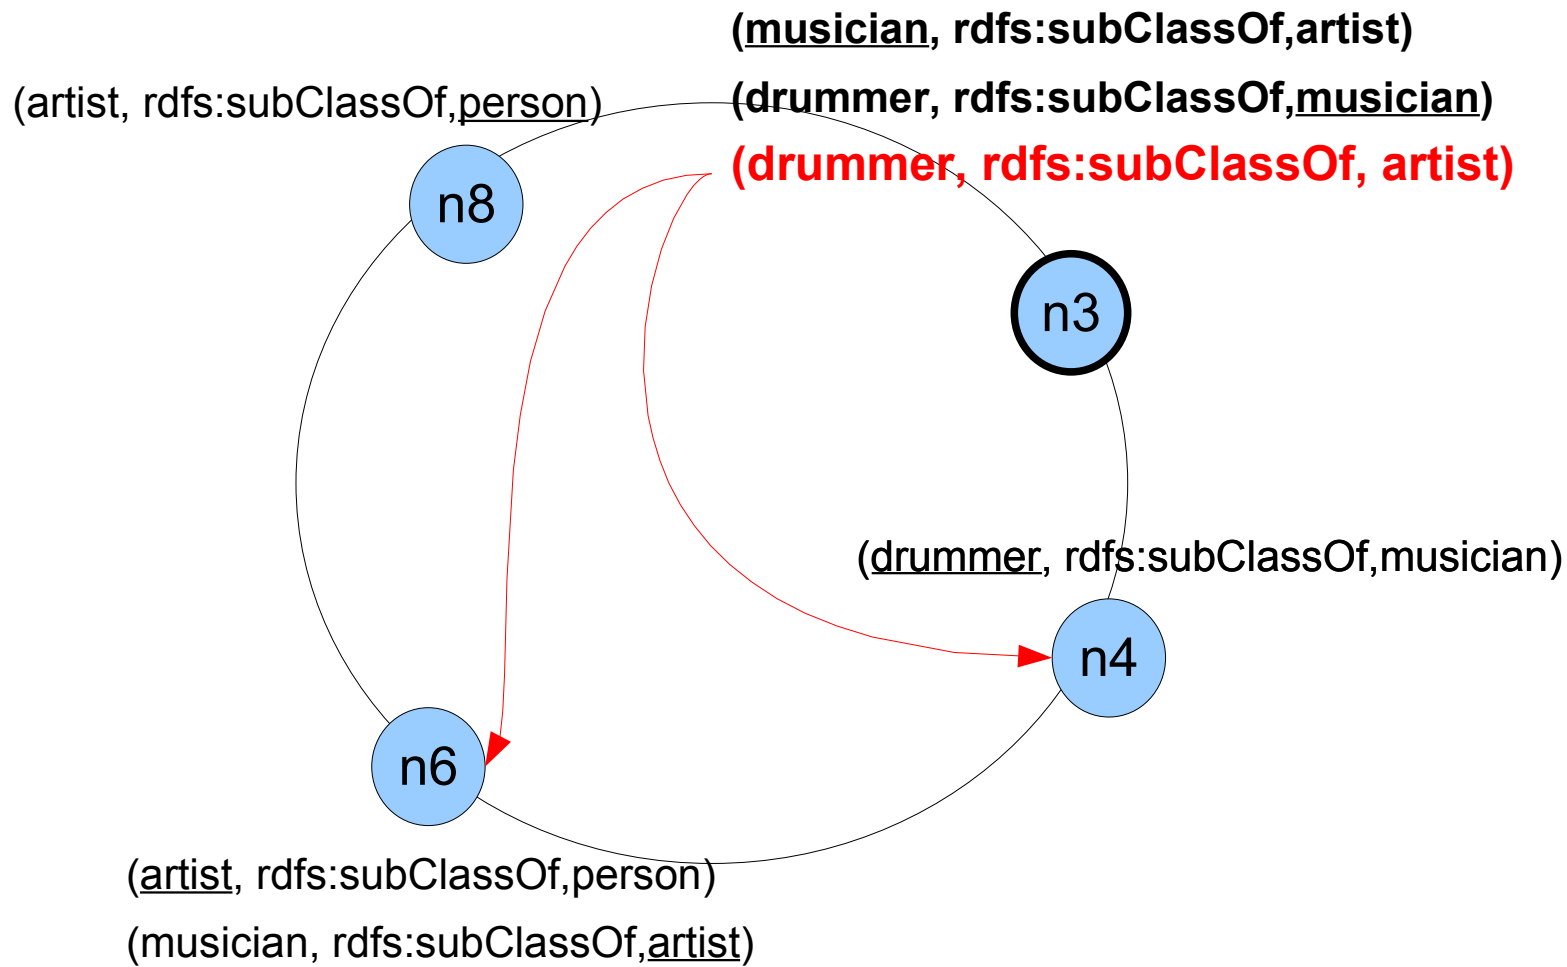 (musician, rdfs:subClassOf,artist)
(artist, rdfs:subClassOf,person)
(drummer, rdfs:subClassOf,musician)
(drummer, rdfs:subClassOf, artist)
n8
n3
(drummer, rdfs:subClassOf,musician)
n4
n6
(artist, rdfs:subClassOf,person)
(musician, rdfs:subClassOf,artist)